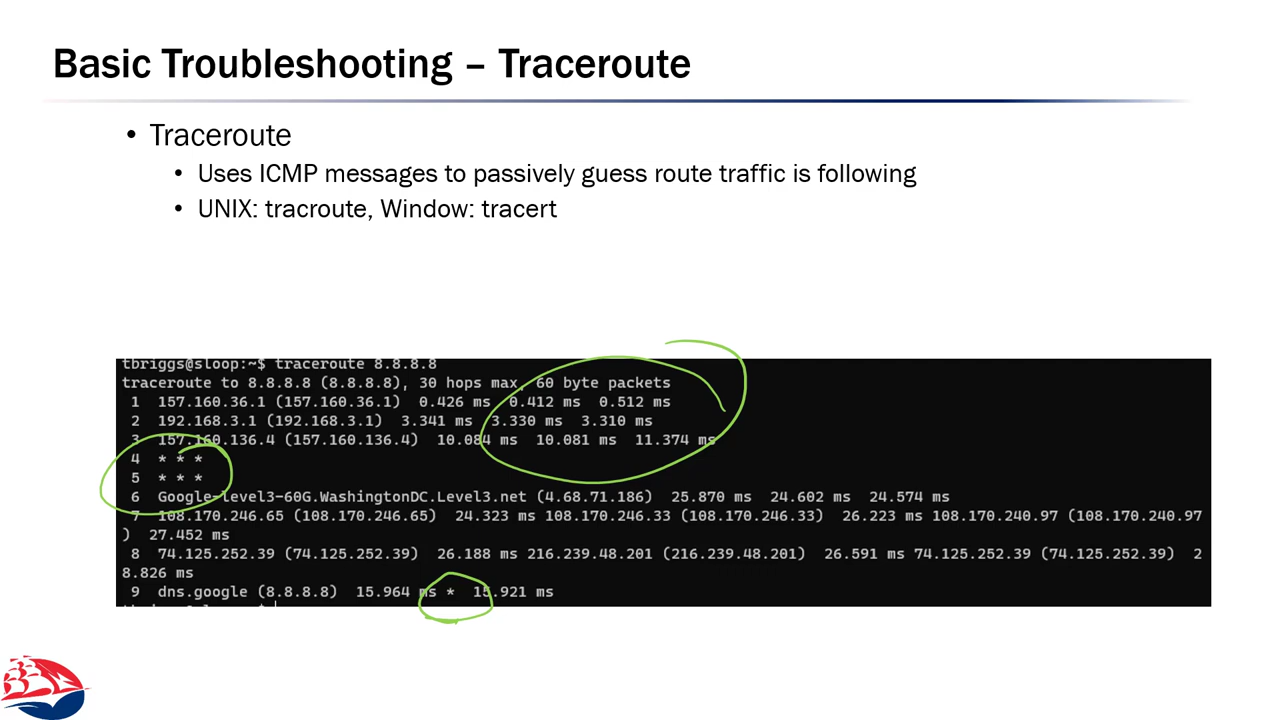 Basic Troubleshooting – Traceroute
• Traceroute
• Uses ICMP messages to passively guess route traffic is following
• UNIX: tracroute, Window: tracert
tbriggs@sloop:~$ traceroute 8.8.8.8
traceroute to 8.8.8.8 (8.8.8.8), 30 hops max, 60 byte packets
1 157.160.36.1 (157.160.36.1) 0.426 ms 0.412 ms 0.512 ms
2 192.168.3.1 (192.168.3.1) 3.341 ms 3.330 ms 3.310 ms
3 157.160.136.4 (157.160.136.4) 10.084 ms 10.081 ms 11.374 ms
4 * * *
5 * * *
6 Google-level3-60G.WashingtonDC.Level3.net (4.68.71.186) 25.870 ms 24.602 ms 24.574 ms
7 108.170.246.65 (108.170.246.65) 24.323 ms 108.170.246.33 (108.170.246.33) 26.223 ms 108.170.240.97 (108.170.240.97
) 27.452 ms
8 74.125.252.39 (74.125.252.39) 26.188 ms 216.239.48.201 (216.239.48.201) 26.591 ms 74.125.252.39 (74.125.252.39) 2
8.826 ms
9 dns.google (8.8.8.8) 15.964 ms * 15.921 ms